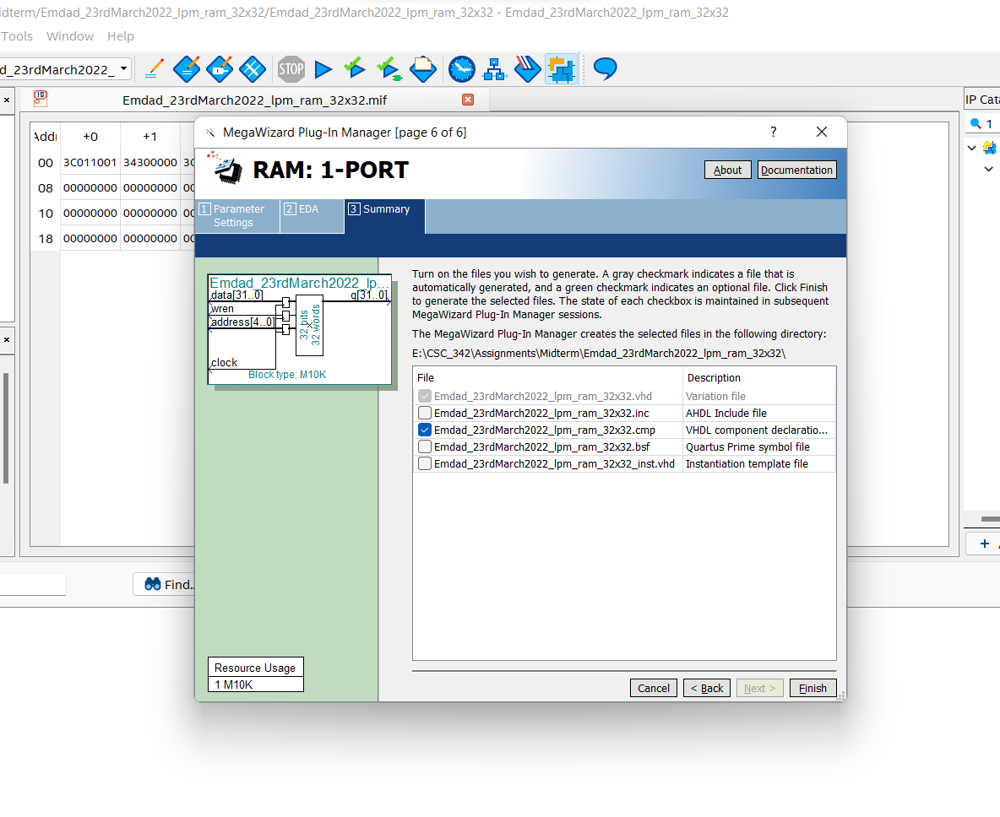 idterm/Emdad_23rdMarch2022_lpm_ram_32x32/Emdad_23rdMarch2022_lpm_ram_32x32 - Emdad_23rdMarch2022_lpm_ram_32x32
Tools Window Help
d_23rdMarch2022_
STOP
Emdad_23rdMarch2022_lpm_ram_32x32.mif
IP Cata
1
Addr +0 +1
00 3C011001 34300000 3C
08 00000000 00000000 00
10 00000000 00000000 00
18 00000000 00000000 00
MegaWizard Plug-In Manager [page 6 of 6] ?
RAM: 1-PORT
About Documentation
1 Parameter Settings
2 EDA
3 Summary
Emdad_23rdMarch2022_lp...
data[31..0] q[31..0]
wren
address[4..0]
32 bits
32 words
clock
Block type: M10K
Turn on the files you wish to generate. A gray checkmark indicates a file that is
automatically generated, and a green checkmark indicates an optional file. Click Finish
to generate the selected files. The state of each checkbox is maintained in subsequent
MegaWizard Plug-In Manager sessions.
The MegaWizard Plug-In Manager creates the selected files in the following directory:
E:\CSC_342\Assignments\Midterm\Emdad_23rdMarch2022_lpm_ram_32x32\
File Description
Emdad_23rdMarch2022_lpm_ram_32x32.vhd Variation file
Emdad_23rdMarch2022_lpm_ram_32x32.inc AHDL Include file
Emdad_23rdMarch2022_lpm_ram_32x32.cmp VHDL component declaratio...
Emdad_23rdMarch2022_lpm_ram_32x32.bsf Quartus Prime symbol file
Emdad_23rdMarch2022_lpm_ram_32x32_inst.vhd Instantiation template file
Find..
Resource Usage
1 M10K
Cancel < Back Next > Finish